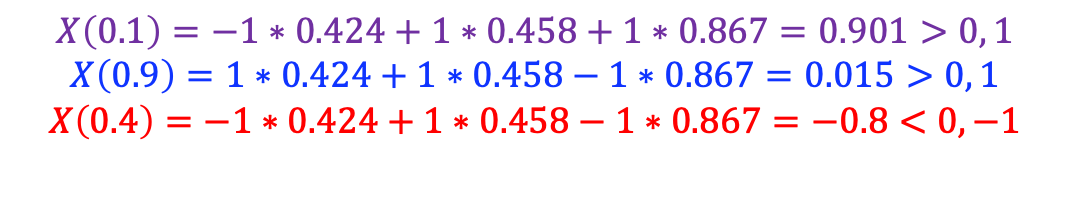 X(0.1) = −1 ∗ 0.424 + 1 ∗ 0.458 + 1 ∗ 0.867 = 0.901 > 0, 1
X(0.9) = 1 ∗ 0.424 + 1 ∗ 0.458 − 1 ∗ 0.867 = 0.015 > 0, 1
X(0.4) = −1 ∗ 0.424 + 1 ∗ 0.458 − 1 ∗ 0.867 = −0.8 < 0, −1